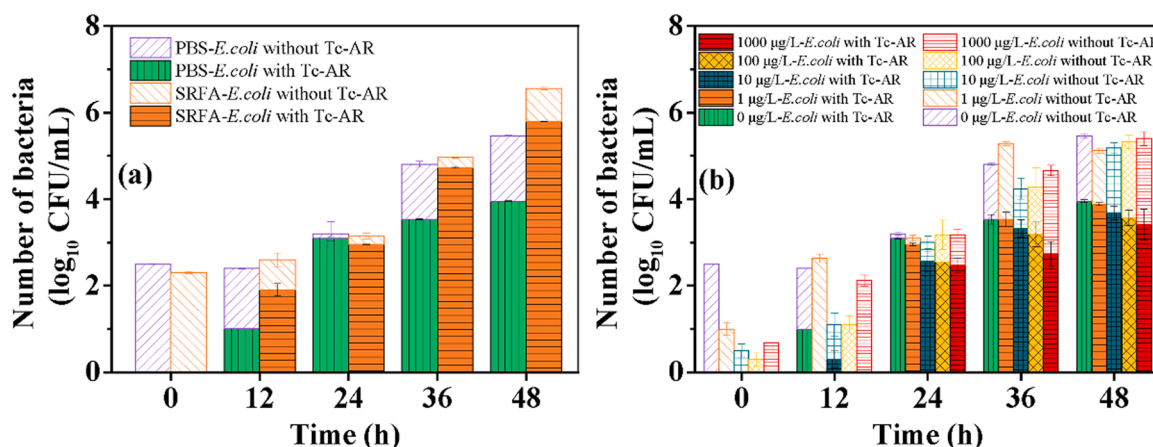 8
6
4
2
0
Number of bacteria
(log10 CFU/mL)
PBS-E.coli without Tc-AR
PBS-E.coli with Tc-AR
SRFA-E.coli without Tc-AR
SRFA-E.coli with Tc-AR
(a)
0 12 24 36 48
Time (h)
8
6
4
2
0
Number of bacteria
(log10 CFU/mL)
1000 µg/L-E.coli with Tc-AR 1000 µg/L-E.coli without Tc-AR
100 µg/L-E.coli with Tc-AR 100 µg/L-E.coli without Tc-AR
10 µg/L-E.coli with Tc-AR 10 µg/L-E.coli without Tc-AR
1 µg/L-E.coli with Tc-AR 1 µg/L-E.coli without Tc-AR
0 µg/L-E.coli with Tc-AR 0 µg/L-E.coli without Tc-AR
(b)
0 12 24 36 48
Time (h)